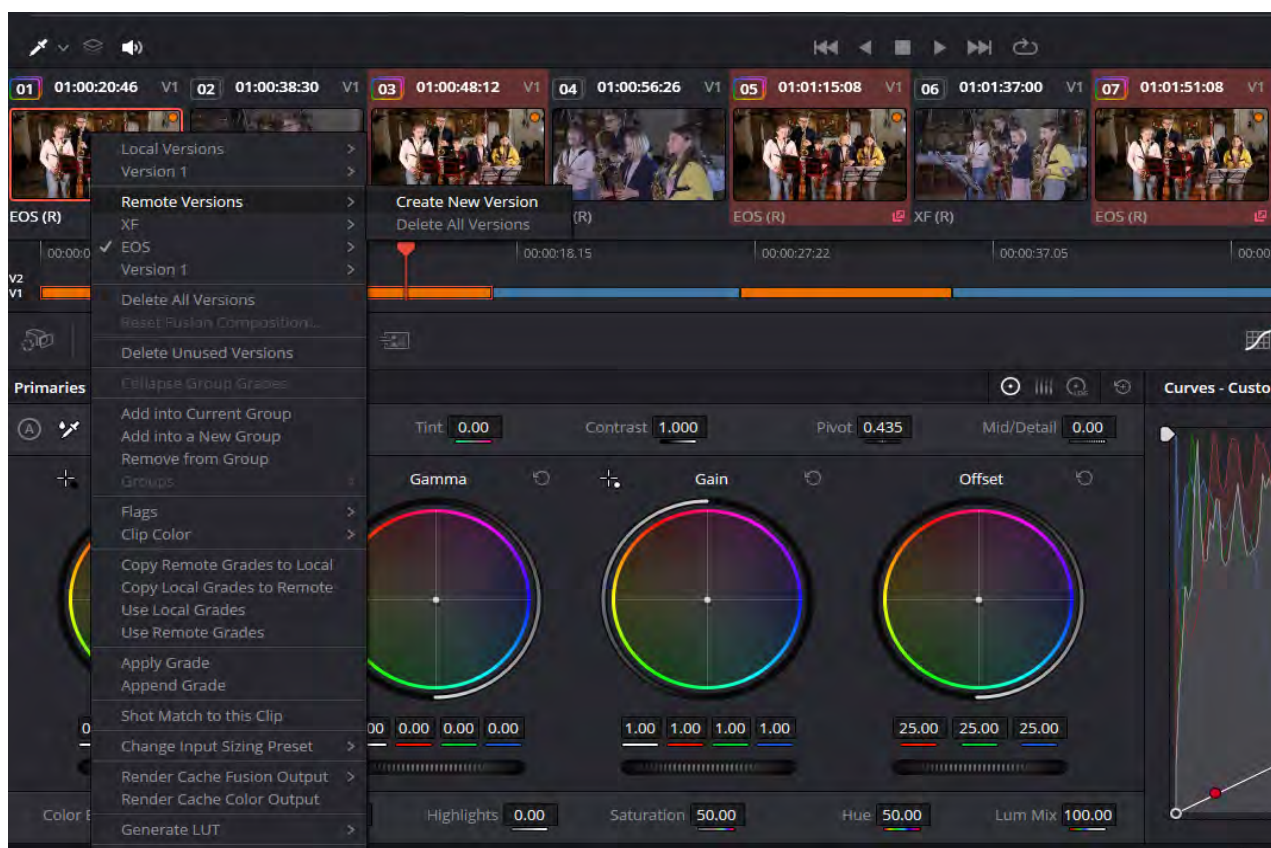 01 01:00:20:46 V1 02 01:00:38:30 V1 03 01:00:48:12 V1 04 01:00:56:26 V1 05 01:01:15:08 V1 06 01:01:37:00 V1 07 01:01:51:08 V1
EOS (R) (R) EOS (R) XF (R) EOS (R)
00:00:0 00:00:18.15 00:00:27:22 00:00:37.05 00:00
V2
V1
Local Versions
Version 1
Remote Versions
XF
EOS
Version 1
Delete All Versions
Reset Fusion Composition...
Delete Unused Versions
Collapse Group Grades
Add into Current Group
Add into a New Group
Remove from Group
Groups
Flags
Clip Color
Copy Remote Grades to Local
Copy Local Grades to Remote
Use Local Grades
Use Remote Grades
Apply Grade
Append Grade
Shot Match to this Clip
Change Input Sizing Preset
Render Cache Fusion Output
Render Cache Color Output
Generate LUT
Create New Version
Delete All Versions
Primaries Curves - Custo
A Tint 0.00 Contrast 1.000 Pivot 0.435 Mid/Detail 0.00
Gamma Gain Offset
0 00 0.00 0.00 0.00 1.00 1.00 1.00 1.00 25.00 25.00 25.00
Color Highlights 0.00 Saturation 50.00 Hue 50.00 Lum Mix 100.00